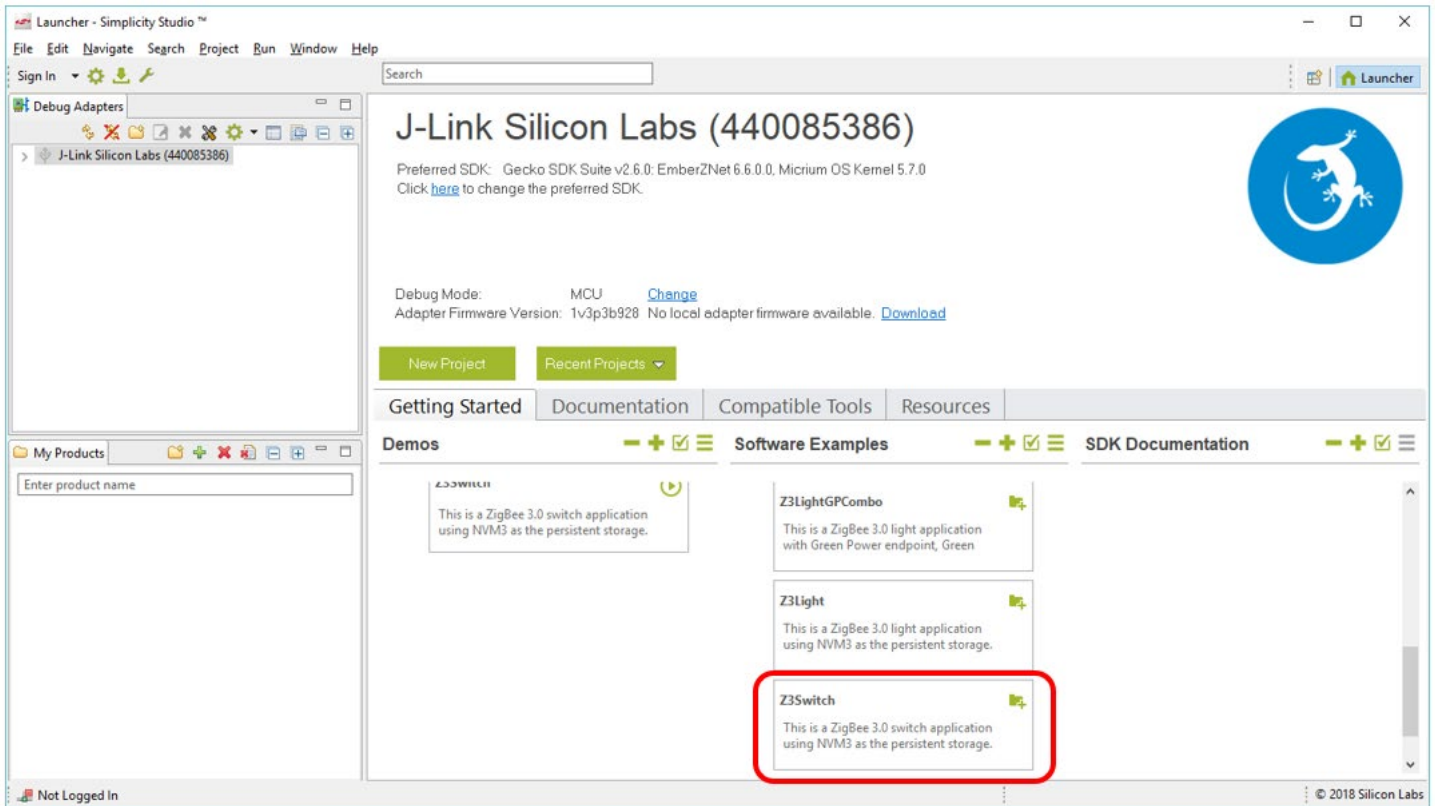 Launcher - Simplicity Studio ™
File Edit Navigate Search Project Run Window Help
Sign In
Search
Launcher
Debug Adapters
J-Link Silicon Labs (440085386)
J-Link Silicon Labs (440085386)
Preferred SDK: Gecko SDK Suite v2.6.0: EmberZNet 6.6.0.0, Micrium OS Kernel 5.7.0
Click here to change the preferred SDK.
Debug Mode: MCU Change
Adapter Firmware Version: 1v3p3b928 No local adapter firmware available. Download
New Project
Recent Projects
Getting Started
Documentation
Compatible Tools
Resources
My Products
Enter product name
Demos
Z3Switch
This is a ZigBee 3.0 switch application
using NVM3 as the persistent storage.
Software Examples
Z3LightGPCombo
This is a ZigBee 3.0 light application
with Green Power endpoint, Green
Z3Light
This is a ZigBee 3.0 light application
using NVM3 as the persistent storage.
Z3Switch
This is a ZigBee 3.0 switch application
using NVM3 as the persistent storage.
SDK Documentation
Not Logged In
© 2018 Silicon Labs